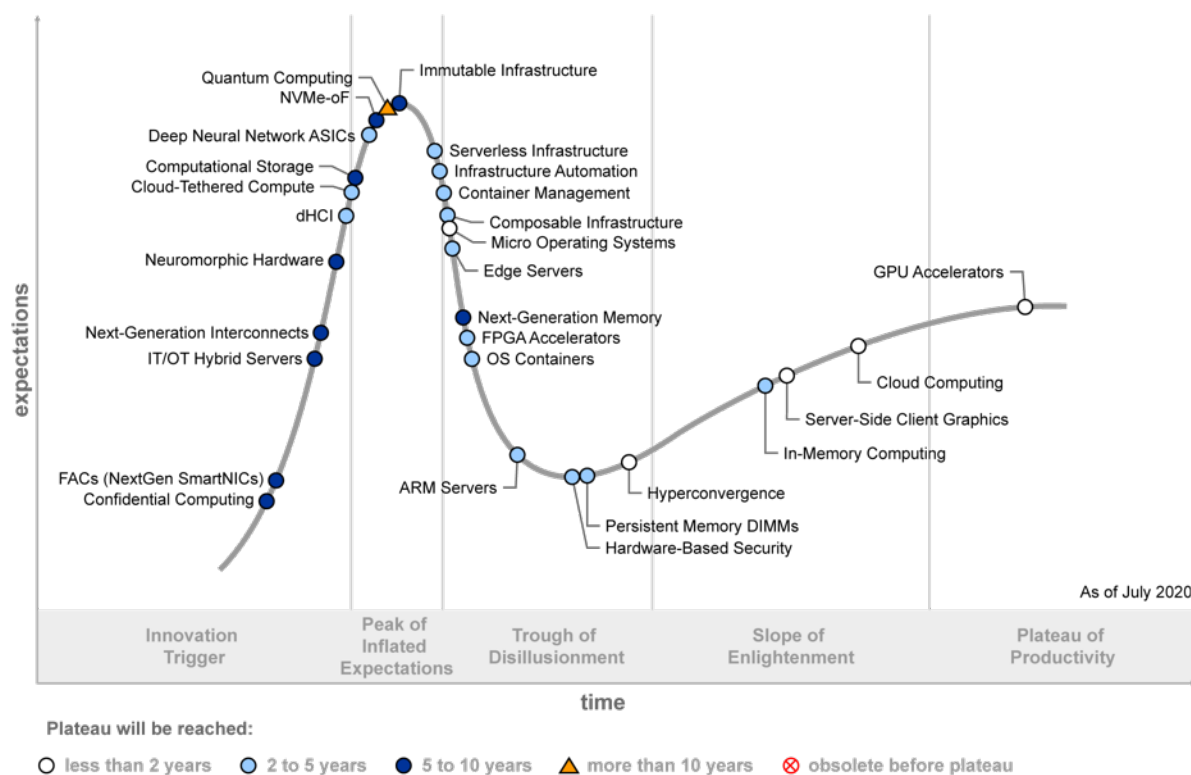 Immutable Infrastructure
Quantum Computing
NVMe-oF
Deep Neural Network ASICs
Serverless Infrastructure
Computational Storage
Infrastructure Automation
Cloud-Tethered Compute
Container Management
dHCI
Composable Infrastructure
Micro Operating Systems
Neuromorphic Hardware
Edge Servers
GPU Accelerators
Next-Generation Memory
Next-Generation Interconnects
FPGA Accelerators
IT/OT Hybrid Servers
OS Containers
Cloud Computing
Server-Side Client Graphics
In-Memory Computing
FACs (NextGen SmartNICs)
ARM Servers
Confidential Computing
Hyperconvergence
Persistent Memory DIMMs
Hardware-Based Security
expectations
As of July 2020
Innovation
Trigger
Peak of
Inflated
Expectations
Trough of
Disillusionment
Slope of
Enlightenment
Plateau of
Productivity
time
Plateau will be reached:
less than 2 years
2 to 5 years
5 to 10 years
more than 10 years
obsolete before plateau